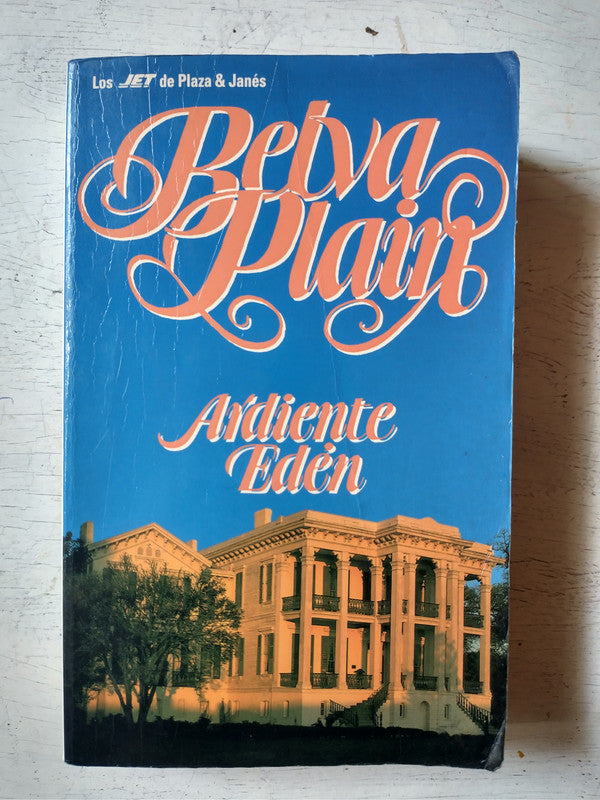 Los JET de Plaza & Janés
Belva
Plain
Ardiente
Edén